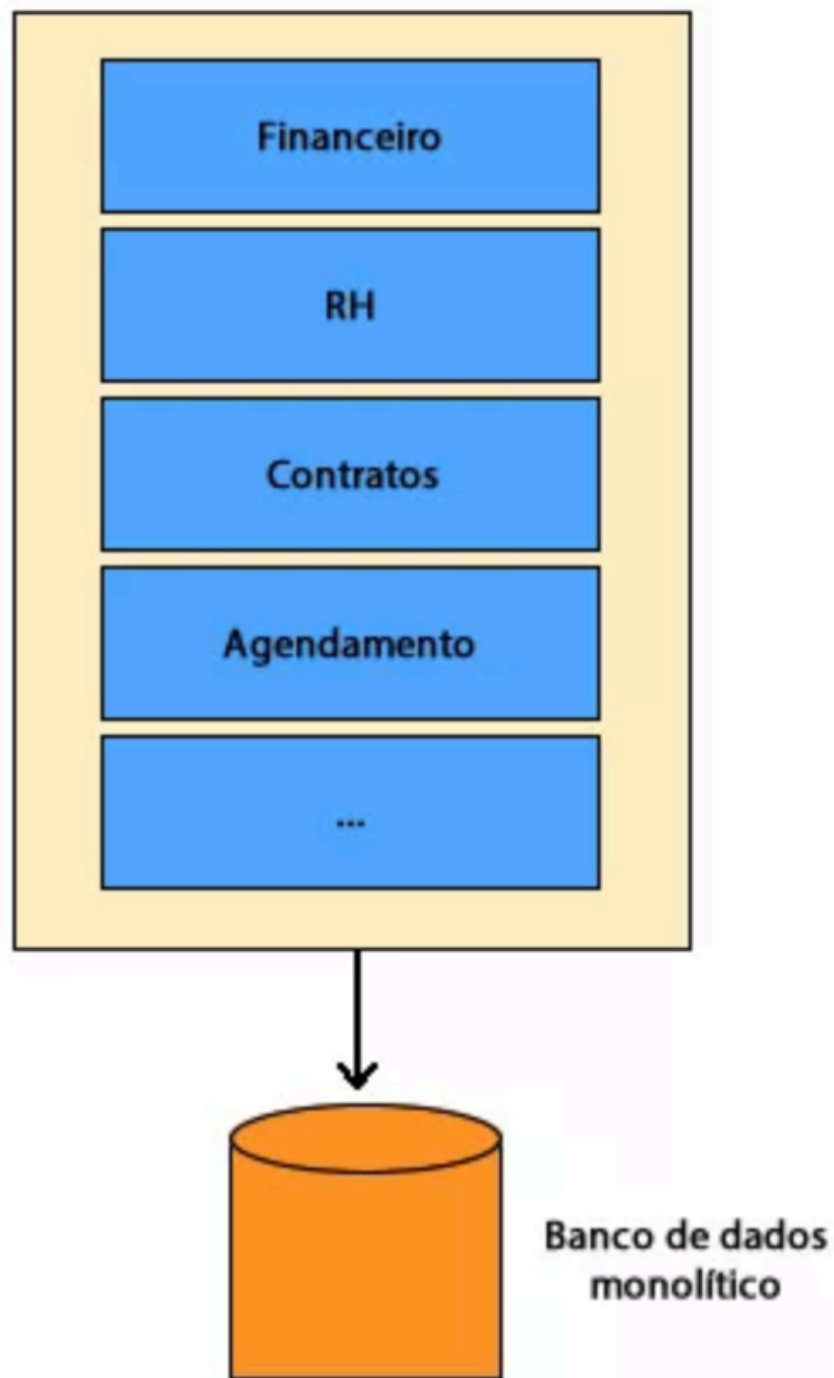 Financeiro
RH
Contratos
Agendamento
...
Banco de dados
monolítico